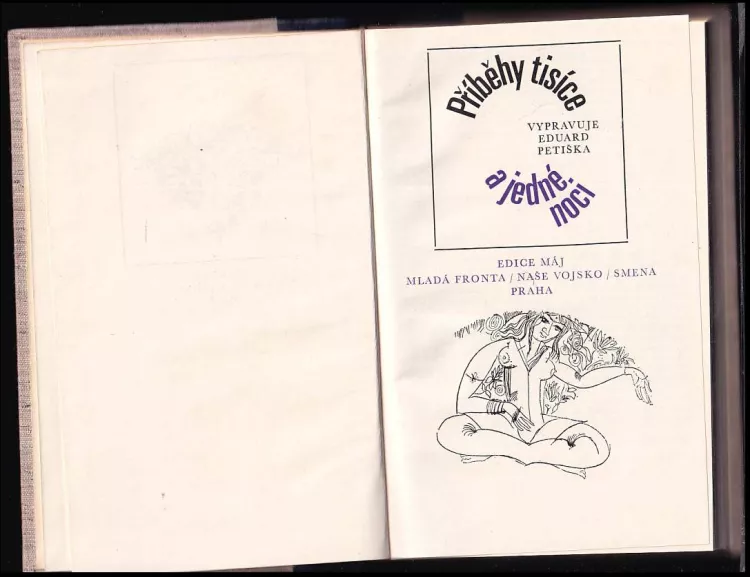 Příběhy tisíce
VYPRAVUJE
EDUARD
PETIŠKA
a jedné
noci
EDICE MÁJ
MLADÁ FRONTA / NAŠE VOJSKO / SMENA
PRAHA